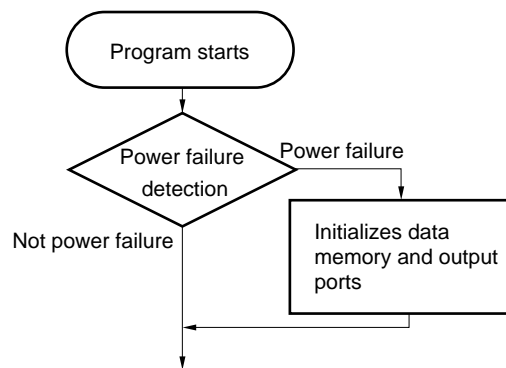 Program starts
Power failure
detection
Power failure
Not power failure
Initializes data
memory and output
ports